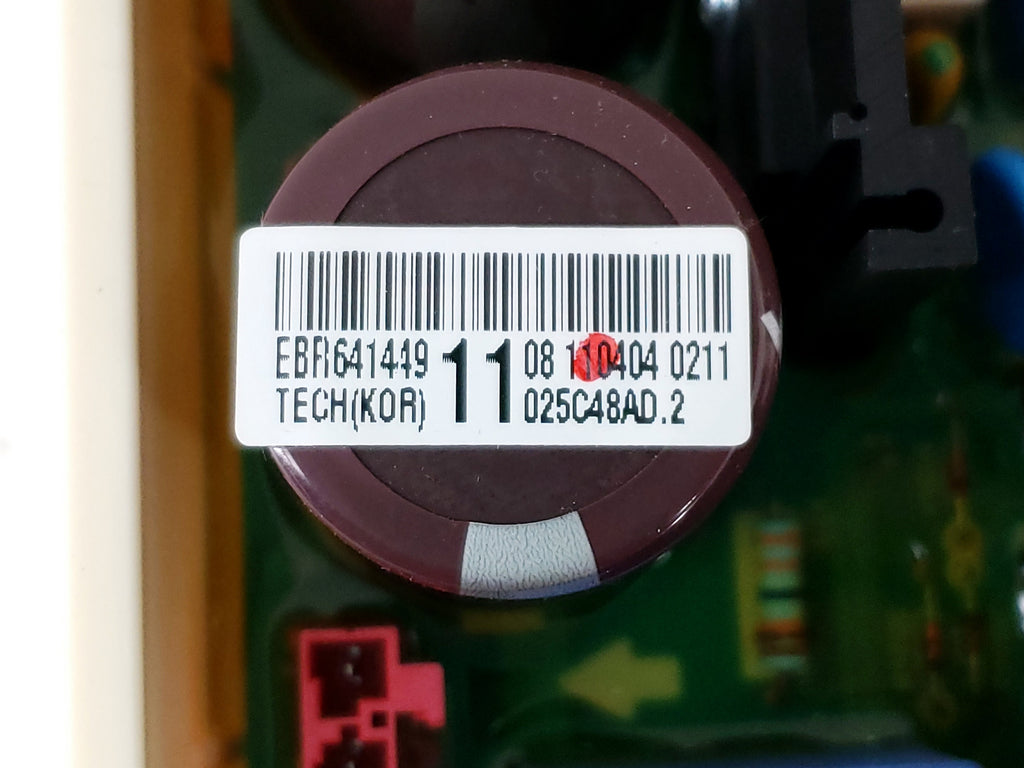 EBR641449 11 08 110404 0211
TECH(KOR) 025C48AD.2